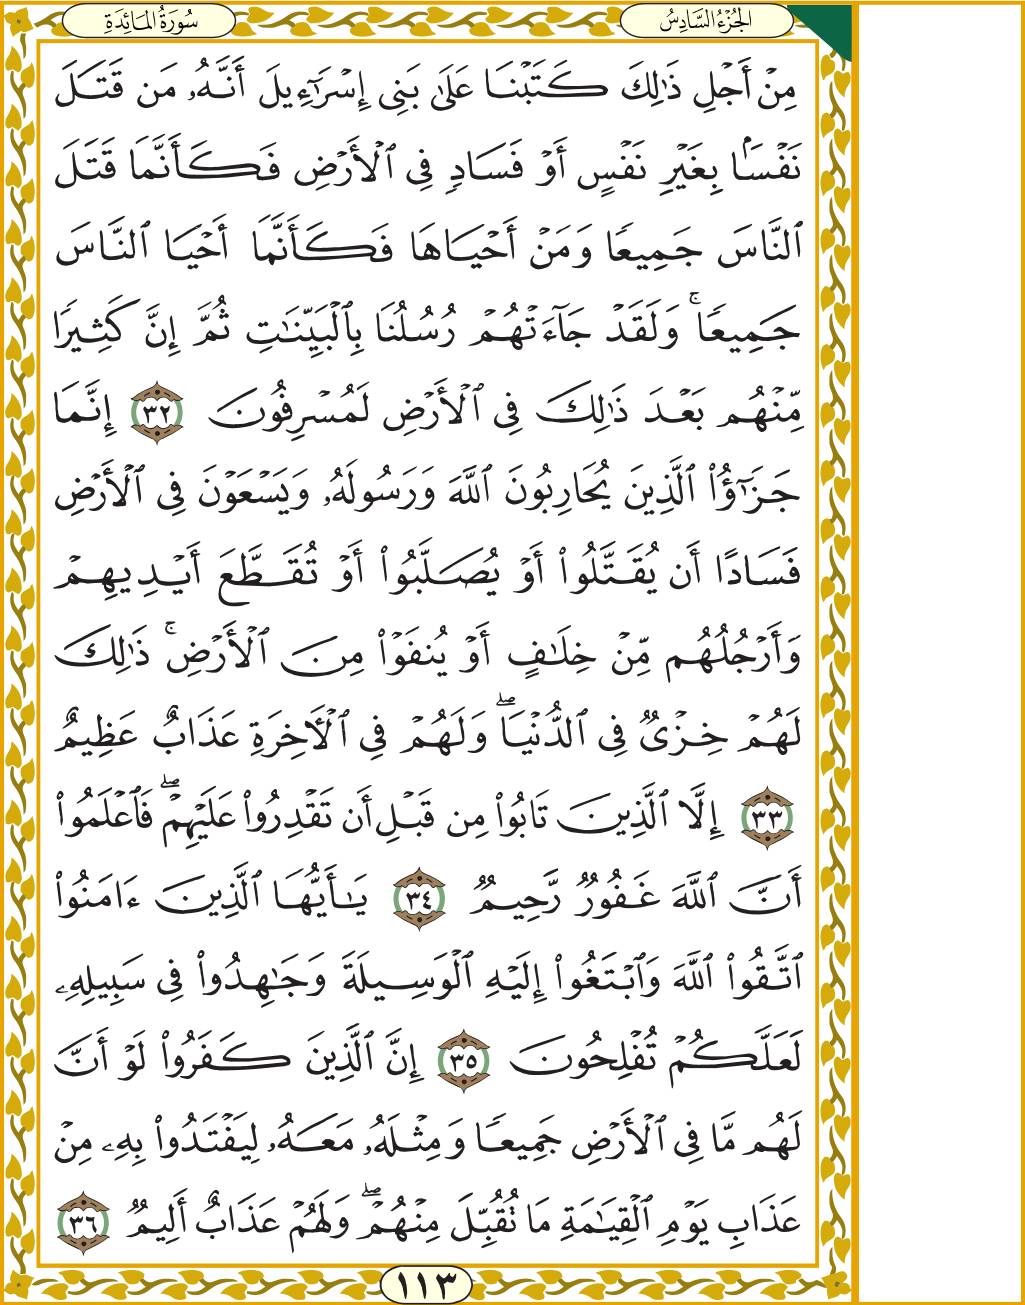 الجُزْءُ السَّادِسُ
سُورَةُ المَائِدَةِ
مِنۡ أَجۡلِ ذَٰلِكَ كَتَبۡنَا عَلَىٰ بَنِيٓ إِسۡرَٰٓءِيلَ أَنَّهُۥ مَن قَتَلَ
نَفۡسَۢا بِغَيۡرِ نَفۡسٍ أَوۡ فَسَادٖ فِي ٱلۡأَرۡضِ فَكَأَنَّمَا قَتَلَ
ٱلنَّاسَ جَمِيعٗا وَمَنۡ أَحۡيَاهَا فَكَأَنَّمَآ أَحۡيَا ٱلنَّاسَ
جَمِيعٗاۚ وَلَقَدۡ جَآءَتۡهُمۡ رُسُلُنَا بِٱلۡبَيِّنَٰتِ ثُمَّ إِنَّ كَثِيرٗا
مِّنۡهُم بَعۡدَ ذَٰلِكَ فِي ٱلۡأَرۡضِ لَمُسۡرِفُونَ ٣٢ إِنَّمَا
جَزَٰٓؤُاْ ٱلَّذِينَ يُحَارِبُونَ ٱللَّهَ وَرَسُولَهُۥ وَيَسۡعَوۡنَ فِي ٱلۡأَرۡضِ
فَسَادًا أَن يُقَتَّلُوٓاْ أَوۡ يُصَلَّبُوٓاْ أَوۡ تُقَطَّعَ أَيۡدِيهِمۡ
وَأَرۡجُلُهُم مِّنۡ خِلَٰفٍ أَوۡ يُنفَوۡاْ مِنَ ٱلۡأَرۡضِۚ ذَٰلِكَ
لَهُمۡ خِزۡيٞ فِي ٱلدُّنۡيَاۖ وَلَهُمۡ فِي ٱلۡأٓخِرَةِ عَذَابٌ عَظِيمٌ
٣٣ إِلَّا ٱلَّذِينَ تَابُواْ مِن قَبۡلِ أَن تَقۡدِرُواْ عَلَيۡهِمۡۖ فَٱعۡلَمُوٓاْ
أَنَّ ٱللَّهَ غَفُورٞ رَّحِيمٞ ٣٤ يَٰٓأَيُّهَا ٱلَّذِينَ ءَامَنُواْ
ٱتَّقُواْ ٱللَّهَ وَٱبۡتَغُوٓاْ إِلَيۡهِ ٱلۡوَسِيلَةَ وَجَٰهِدُواْ فِي سَبِيلِهِۦ
لَعَلَّكُمۡ تُفۡلِحُونَ ٣٥ إِنَّ ٱلَّذِينَ كَفَرُواْ لَوۡ أَنَّ
لَهُم مَّا فِي ٱلۡأَرۡضِ جَمِيعٗا وَمِثۡلَهُۥ مَعَهُۥ لِيَفۡتَدُواْ بِهِۦ مِنۡ
عَذَابِ يَوۡمِ ٱلۡقِيَٰمَةِ مَا تُقُبِّلَ مِنۡهُمۡۖ وَلَهُمۡ عَذَابٌ أَلِيمٞ ٣٦
١١٣